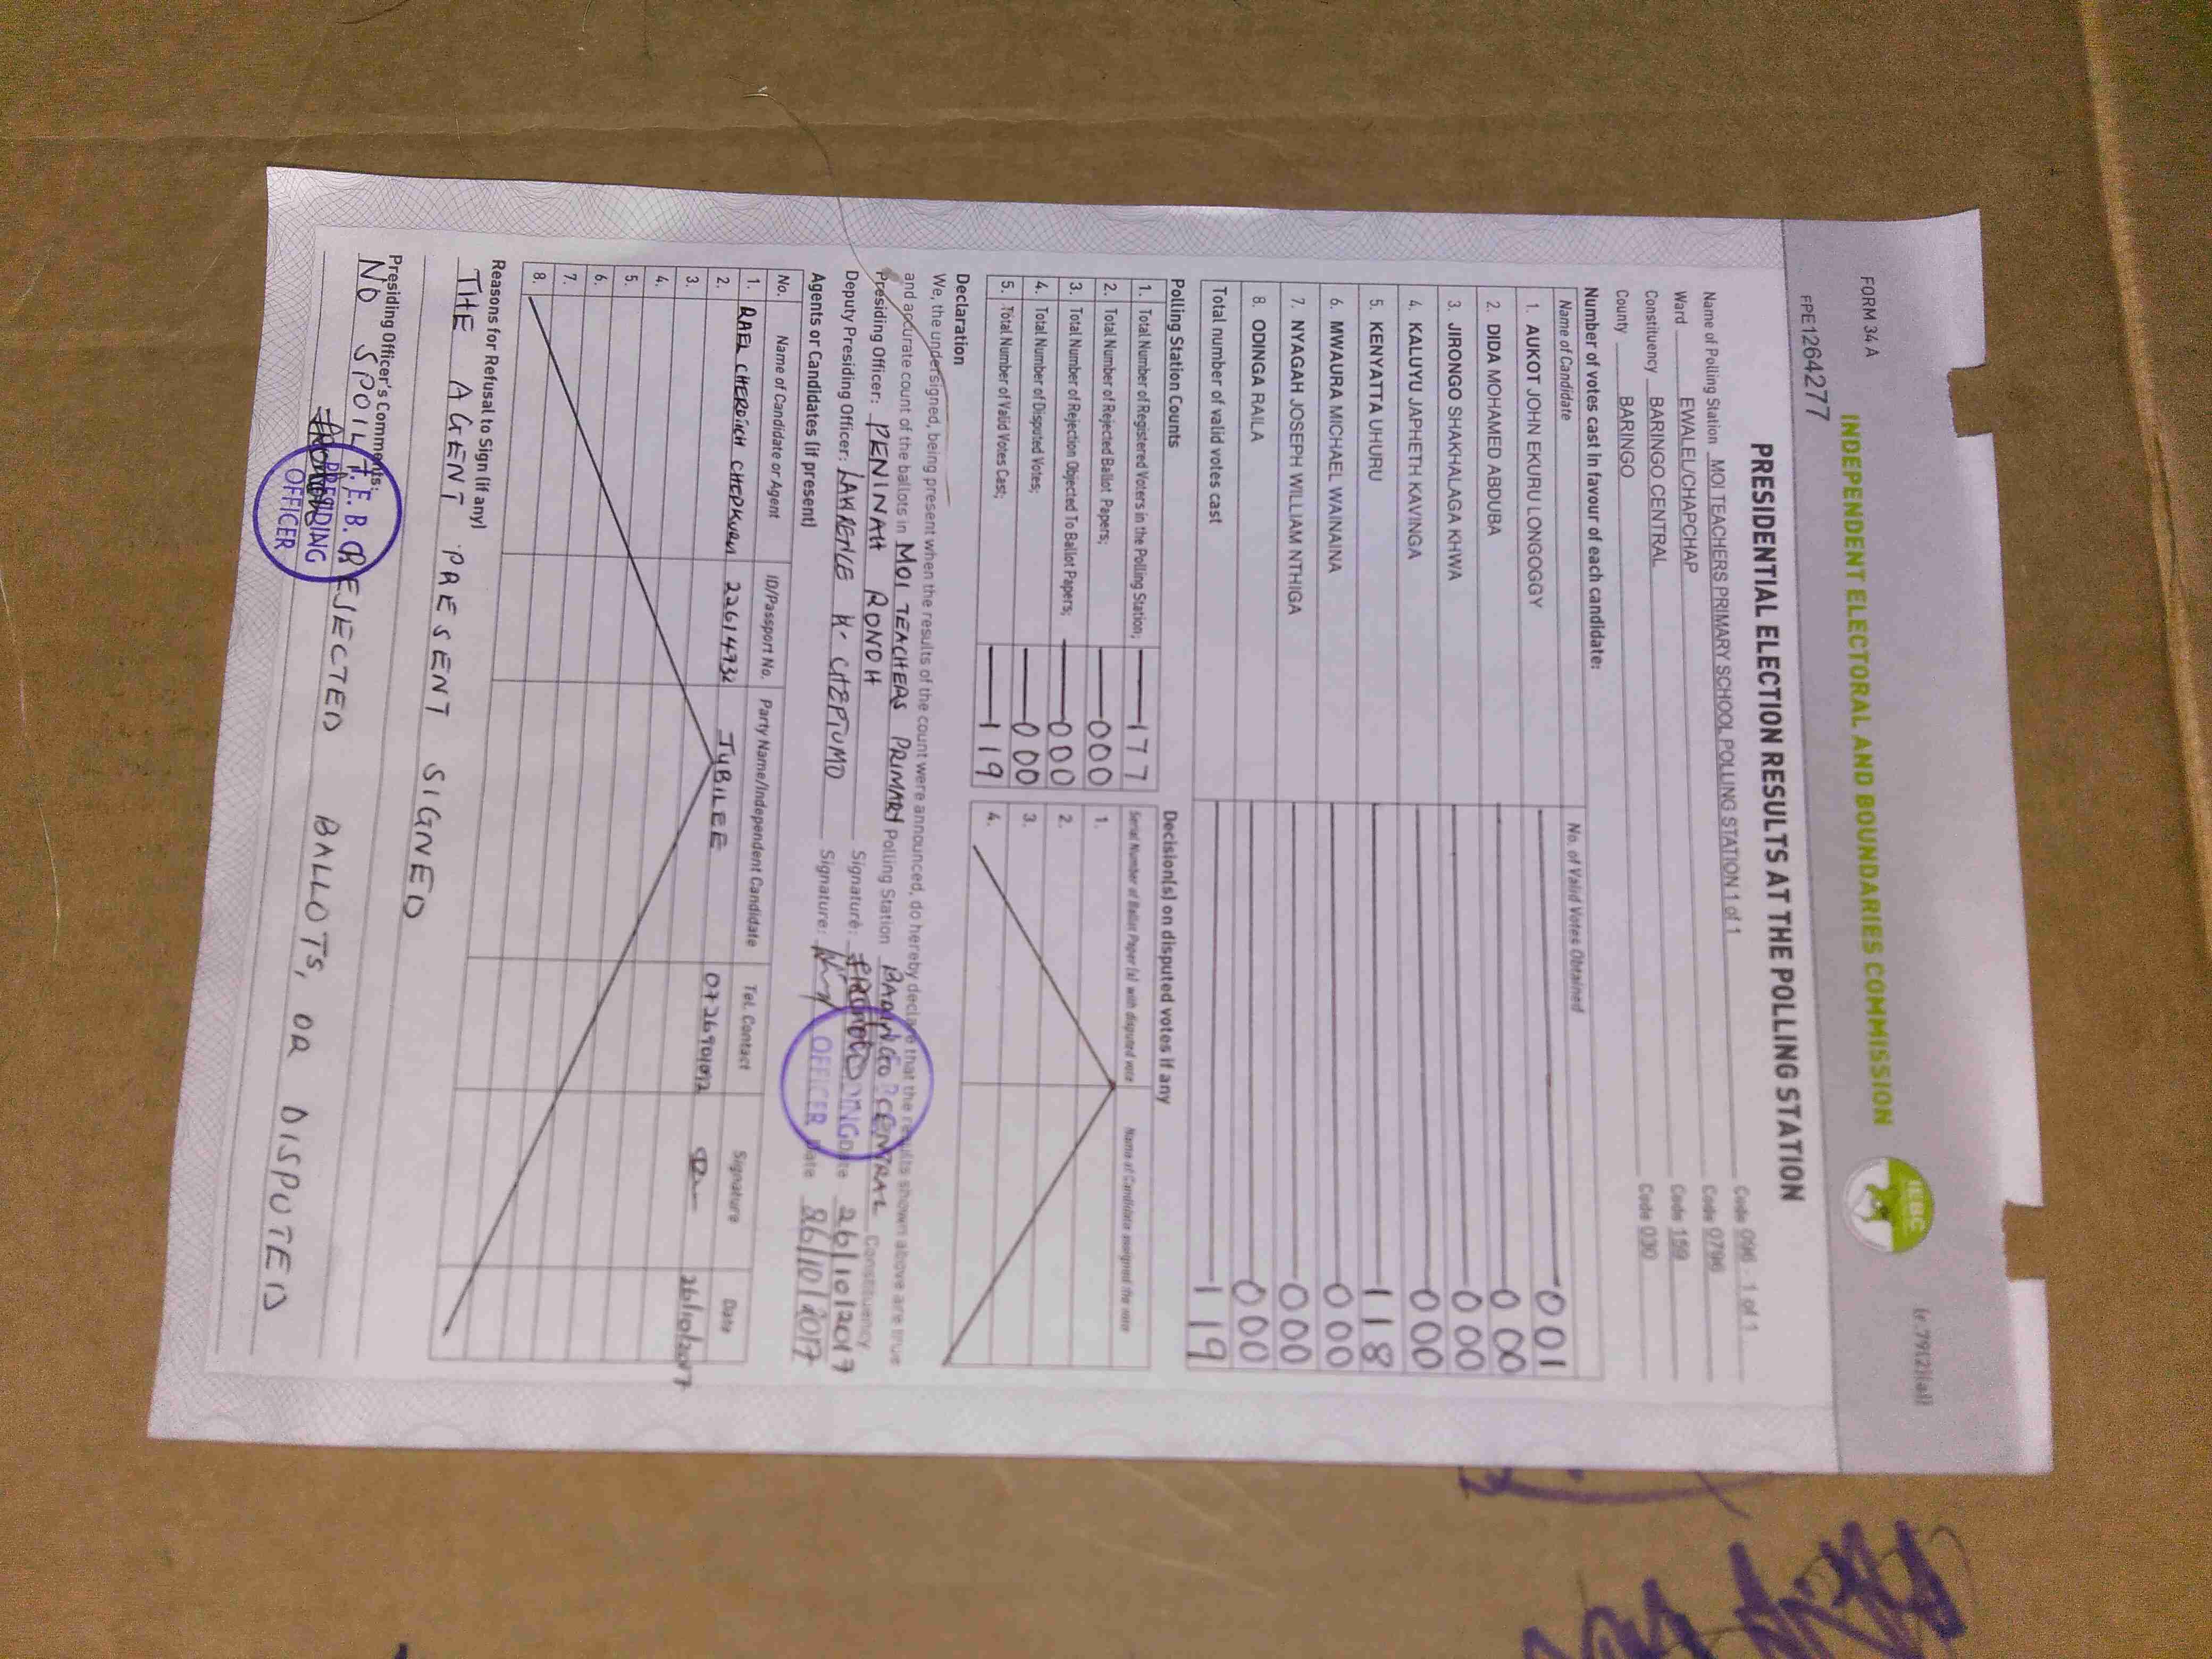 FORM 34 A
(r.79(2)(a))
INDEPENDENT ELECTORAL AND BOUNDARIES COMMISSION
IEBC
FPE1264277
PRESIDENTIAL ELECTION RESULTS AT THE POLLING STATION
Name of Polling Station MOI TEACHERS PRIMARY SCHOOL POLLING STATION 1 of 1 Code 096 1 of 1
Ward EWALEL/CHAPCHAP Code 0796
Constituency BARINGO CENTRAL Code 159
County BARINGO Code 030
Number of votes cast in favour of each candidate:
Name of Candidate No. of Valid Votes Obtained
1. AUKOT JOHN EKURU LONGOGGY 001
2. DIDA MOHAMED ABDUBA 000
3. JIRONGO SHAKHALAGA KHWA 000
4. KALUYU JAPHETH KAVINGA 000
5. KENYATTA UHURU 118
6. MWAURA MICHAEL WAINAINA 000
7. NYAGAH JOSEPH WILLIAM NTHIGA 000
8. ODINGA RAILA 000
Total number of valid votes cast 119
Polling Station Counts
1. Total Number of Registered Voters in the Polling Station; 177
2. Total Number of Rejected Ballot Papers; 000
3. Total Number of Rejection Objected To Ballot Papers; 000
4. Total Number of Disputed Votes; 000
5. Total Number of Valid Votes Cast; 119
Decision(s) on disputed votes if any
Serial Number of Ballot Paper (s) with disputed vote Name of Candidate assigned the vote
1.
2.
3.
4.
Declaration
We, the undersigned, being present when the results of the count were announced, do hereby declare that the results shown above are true
and accurate count of the ballots in MOI TEACHERS PRIMARY Polling Station BARINGO CENTRAL Constituency
Presiding Officer: PENINAH RONOH Signature: Date 26/10/2017
Deputy Presiding Officer: LAWRENCE K. CHEPTUMO Signature: Date 26/10/2017
OFFICER
Agents or Candidates (if present)
No. Name of Candidate or Agent ID/Passport No. Party Name/Independent Candidate Tel. Contact Signature Date
1. RAEL CHEROICH 22614732 JUBILEE 0726901092 26/10/2017
2.
3.
4.
5.
6.
7.
8.
Reasons for Refusal to Sign (if any)
THE AGENT PRESENT SIGNED
Presiding Officer's Comments:
NO SPOILT, REJECTED BALLOTS, OR DISPUTED
PRESIDING
OFFICER